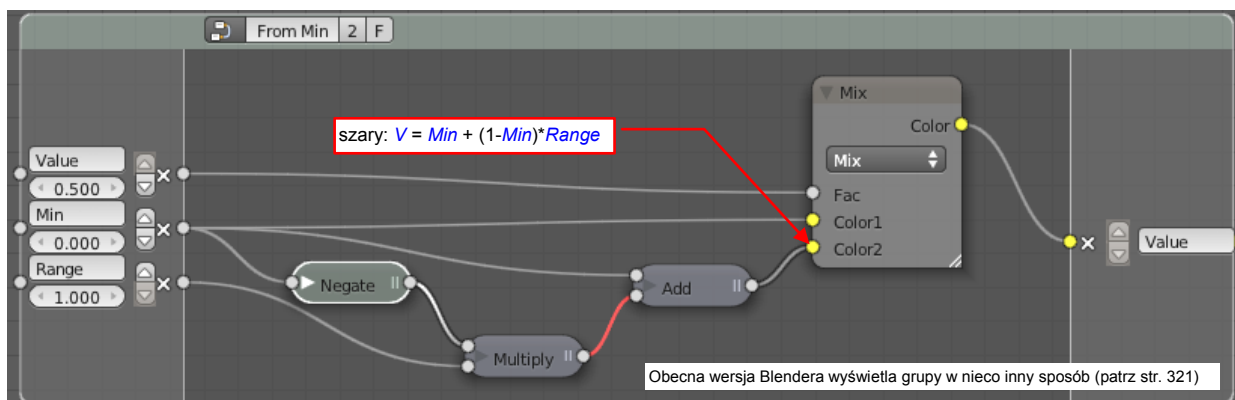 From Min 2 F
Mix
szary: V = Min + (1-Min)*Range
Color
Value
Mix
0.500
Fac
Min
Color1
Value
0.000
Color2
Range
Negate
Add
1.000
Multiply
Obecna wersja Blendera wyświetla grupy w nieco inny sposób (patrz str. 321)